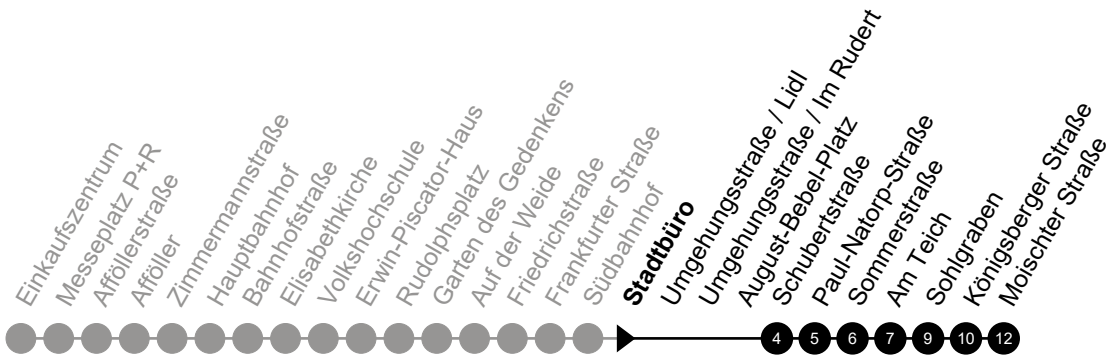 Einkaufszentrum
Messeplatz P+R
Afföllerstraße
Afföller
Zimmermannstraße
Hauptbahnhof
Bahnhofstraße
Elisabethkirche
Volkshochschule
Erwin-Piscator-Haus
Rudolphsplatz
Garten des Gedenkens
Auf der Weide
Friedrichstraße
Frankfurter Straße
Südbahnhof
Stadtbüro
Umgehungsstraße / Lidl
Umgehungsstraße / Im Rudert
August-Bebel-Platz
Schubertstraße
Paul-Natorp-Straße
Sommerstraße
Am Teich
Sohlgraben
Königsberger Straße
Moischter Straße
4 5 6 7 9 10 12